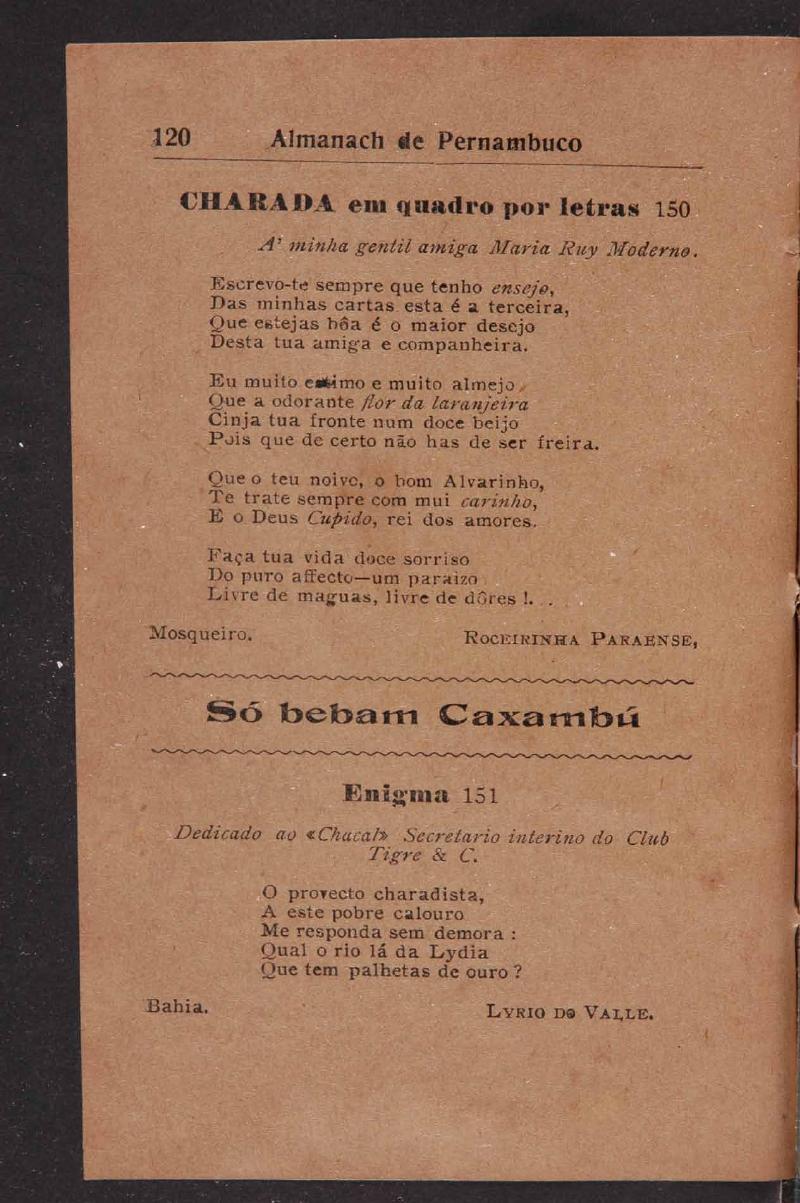 120 Almanach de Pernambuco
CHARADA em quadro por letras 150
A' minha gentil amiga Maria Ruy Moderno.
Escrevo-te sempre que tenho ensejo,
Das minhas cartas esta é a terceira,
Que estejas bôa é o maior desejo
Desta tua amiga e companheira.
Eu muito estimo e muito almejo
Que a odorante flor da laranjeira
Cinja tua fronte num doce beijo
Pois que de certo não has de ser freira.
Que o teu noivo, o bom Alvarinho,
Te trate sempre com mui carinho,
E o Deus Cupido, rei dos amores.
Faça tua vida doce sorriso
Do puro affecto—um paraizo
Livre de maguas, livre de dôres !. . .
Mosqueiro. ROCEIRINHA PARAENSE,
Só bebam Caxambú
Enigma 151
Dedicado ao «Chacal» Secretario interino do Club
Tigre & C.
O provecto charadista,
A este pobre calouro
Me responda sem demora :
Qual o rio lá da Lydia
Que tem palhetas de ouro ?
Bahia. LYRIO DO VALLE.